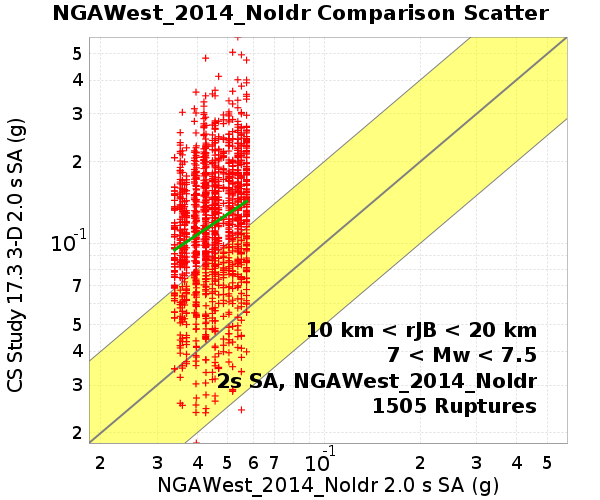 NGAWest_2014_NoIdr Comparison Scatter
CS Study 17.3 3-D 2.0 s SA (g)
5
4
3
2
10⁻¹
7
5
4
3
2
10 km < rJB < 20 km
7 < Mw < 7.5
2s SA, NGAWest_2014_NoIdr
1505 Ruptures
2 3 4 5 6 7 10⁻¹ 2 3 4 5
NGAWest_2014_NoIdr 2.0 s SA (g)